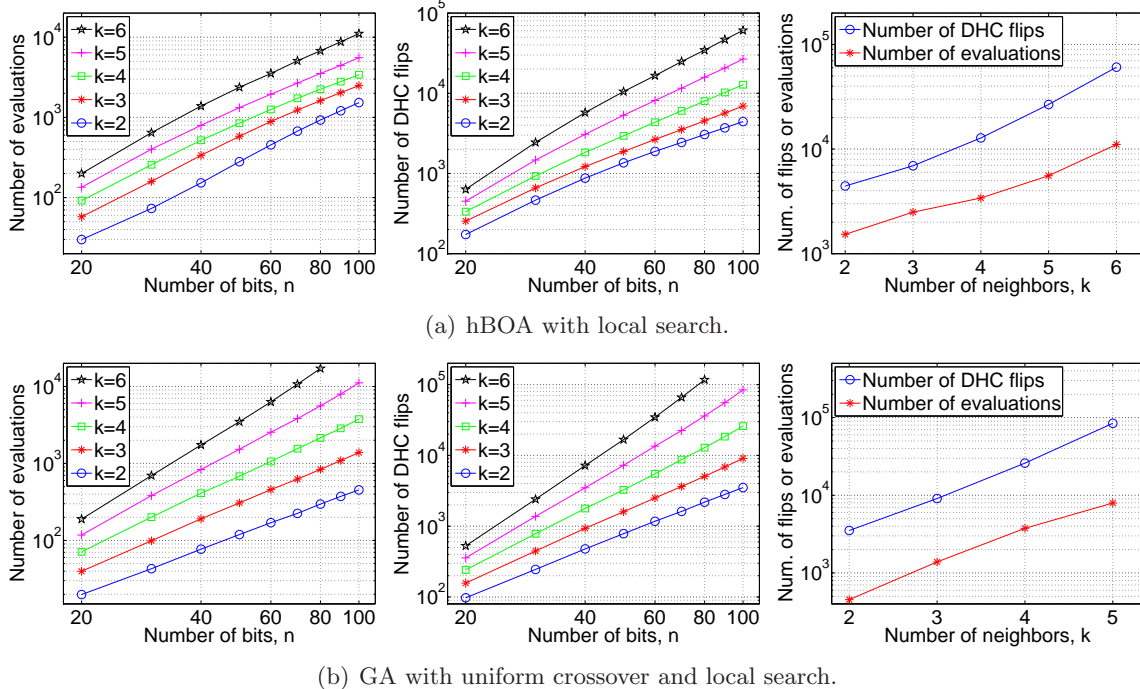 10^4
10^3
10^2
Number of evaluations
k=6
k=5
k=4
k=3
k=2
20 40 60 80 100
Number of bits, n
10^5
10^4
10^3
10^2
Number of DHC flips
k=6
k=5
k=4
k=3
k=2
20 40 60 80 100
Number of bits, n
10^5
10^4
10^3
Num. of flips or evaluations
Number of DHC flips
Number of evaluations
2 3 4 5 6
Number of neighbors, k
(a) hBOA with local search.
10^4
10^3
10^2
Number of evaluations
k=6
k=5
k=4
k=3
k=2
20 40 60 80 100
Number of bits, n
10^5
10^4
10^3
10^2
Number of DHC flips
k=6
k=5
k=4
k=3
k=2
20 40 60 80 100
Number of bits, n
10^5
10^4
10^3
Num. of flips or evaluations
Number of DHC flips
Number of evaluations
2 3 4 5
Number of neighbors, k
(b) GA with uniform crossover and local search.